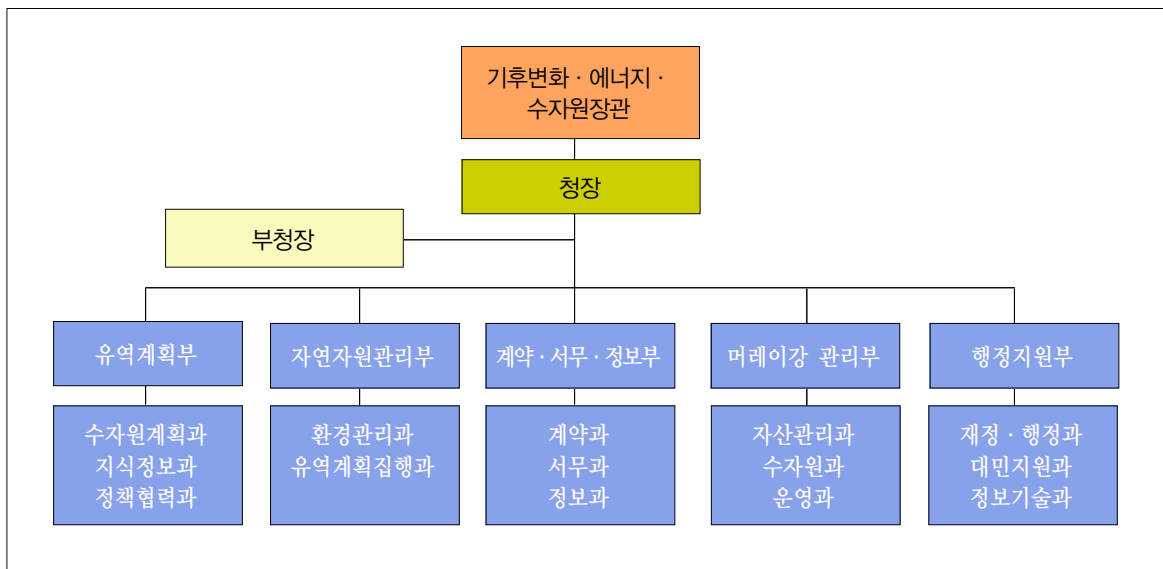 기후변화 · 에너지 ·
수자원장관
청장
부청장
유역계획부
자연자원관리부
계약 · 서무 · 정보부
머레이강 관리부
행정지원부
수자원계획과
지식정보과
정책협력과
환경관리과
유역계획집행과
계약과
서무과
정보과
자산관리과
수자원과
운영과
재정 · 행정과
대민지원과
정보기술과